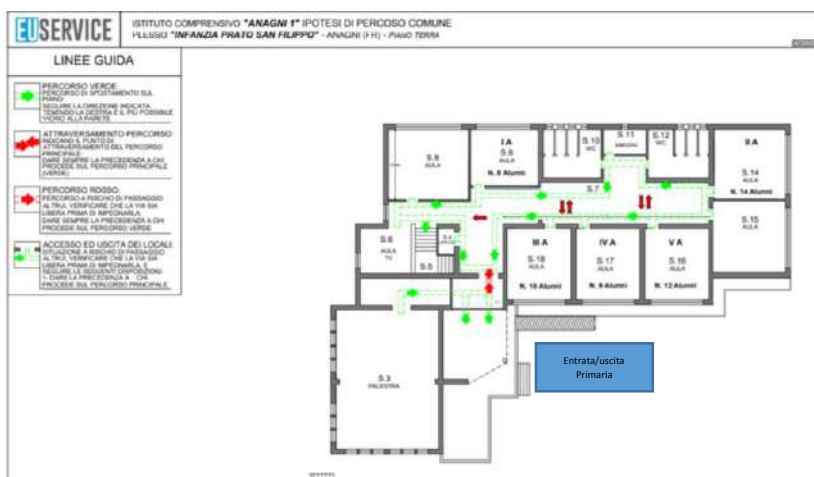 EUSERVICE
ISTITUTO COMPRENSIVO "ANAGNI 1" IPOTESI DI PERCOSO COMUNE
PLESSO "INFANZIA PRATO SAN FILIPPO" - ANAGNI (FR) - PIANO TERRA
LINEE GUIDA
PERCORSO VERDE:
PERCORSO DI SPOSTAMENTO SUL
PIANO
SEGUIRE LA DIREZIONE INDICATA
TENENDO LA DESTRA E IL PIÙ POSSIBILE
VICINO ALLA PARETE
ATTRAVERSAMENTO PERCORSO:
INDICANO IL PUNTO DI
ATTRAVERSAMENTO DEL PERCORSO
PRINCIPALE:
DARE SEMPRE LA PRECEDENZA A CHI
PROCEDE SUL PERCORSO PRINCIPALE
(VERDE)
PERCORSO ROSSO:
PERCORSO A RISCHIO DI PASSAGGIO
ALTRUI, VERIFICARE CHE LA VIA SIA
LIBERA PRIMA DI IMPEGNARLA:
DARE SEMPRE LA PRECEDENZA A CHI
PROCEDE SUL PERCORSO VERDE
ACCESSO ED USCITA DEI LOCALI:
SITUAZIONE A RISCHIO DI PASSAGGIO
ALTRUI, VERIFICARE CHE LA VIA SIA
LIBERA PRIMA DI IMPEGNARLA, E
SEGUIRE LE SEGUENTI DISPOSIZIONI:
1- DARE LA PRECEDENZA A CHI
PROCEDE SUL PERCORSO PRINCIPALE
S.8
AULA
I A
S.9
AULA
N. 8 Alunni
S.10
WC
S.11
S.12
WC
II A
S.14
AULA
N. 14 Alunni
S.7
S.15
AULA
S.6
AULA
TV
S.5
S.4
III A
S.18
AULA
N. 10 Alunni
IV A
S.17
AULA
N. 9 Alunni
V A
S.16
AULA
N. 12 Alunni
S.3
PALESTRA
Entrata/uscita
Primaria